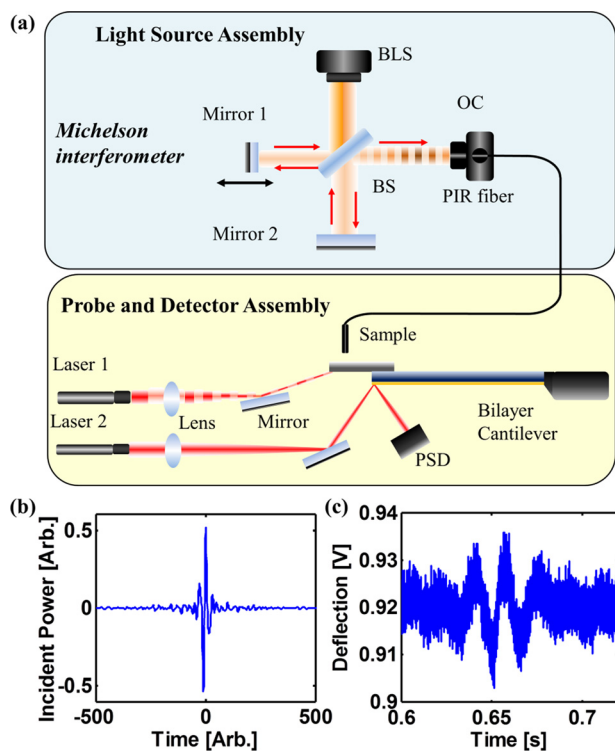 (a)
Light Source Assembly
BLS
Mirror 1
OC
Michelson
interferometer
BS
PIR fiber
Mirror 2
Probe and Detector Assembly
Sample
Laser 1
Laser 2
Lens
Mirror
Bilayer
Cantilever
PSD
(b)
Incident Power [Arb.]
0.5
0
-0.5
-500
0
500
Time [Arb.]
(c)
Deflection [V]
0.94
0.93
0.92
0.91
0.9
0.6
0.65
0.7
Time [s]